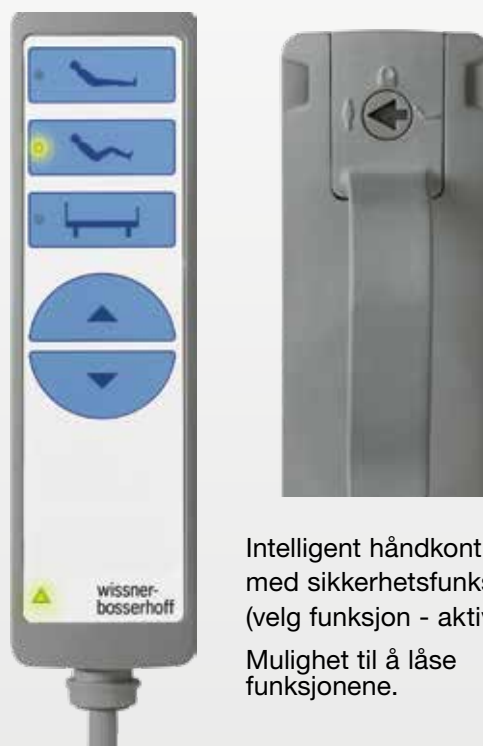 wissner-
bosserhoff
Intelligent håndkont
med sikkerhetsfunks
(velg funksjon - aktiv
Mulighet til å låse
funksjonene.